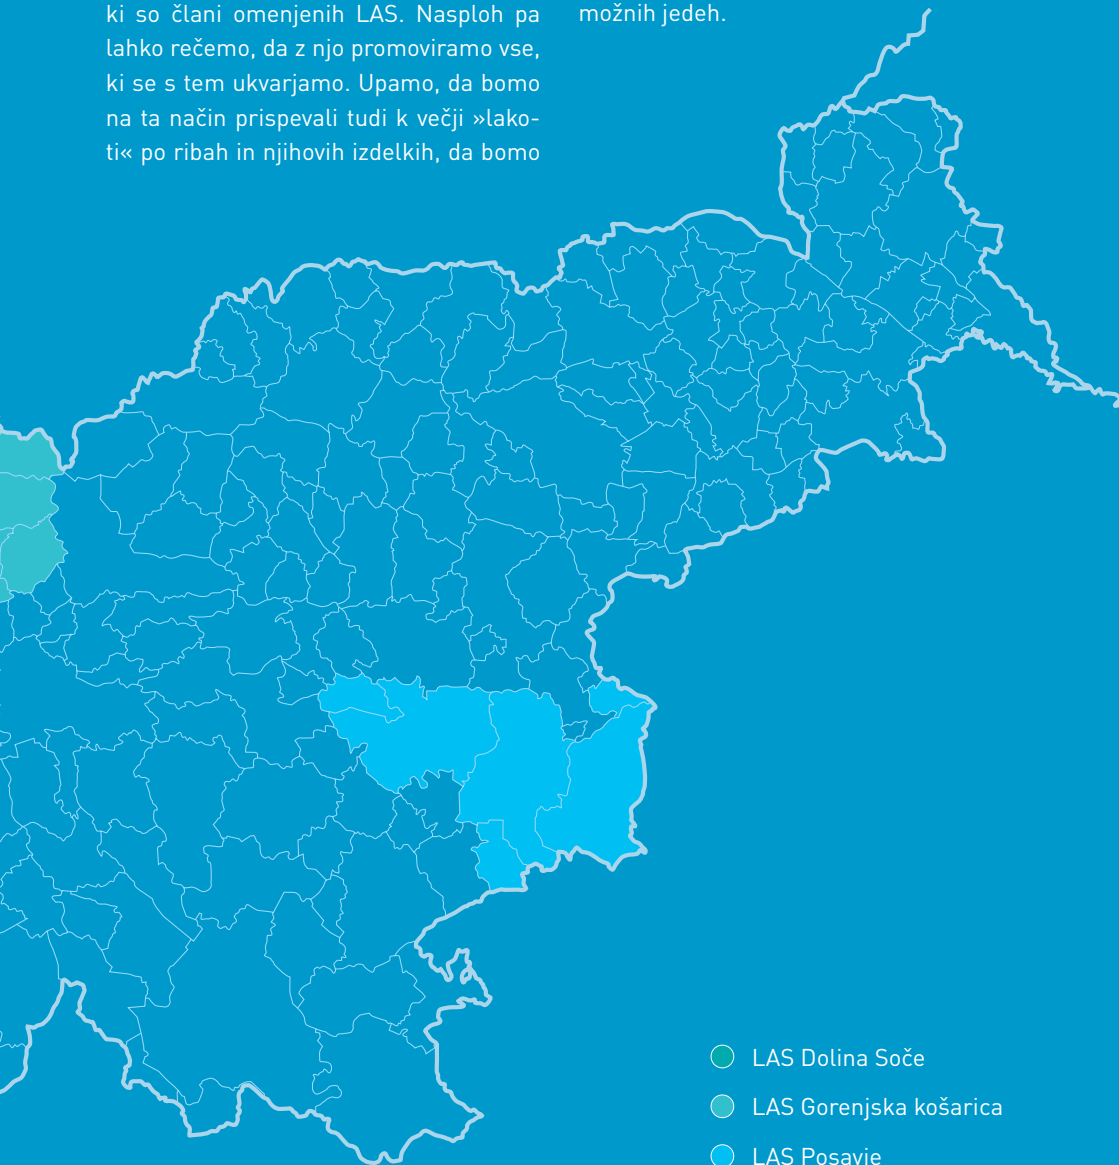 ki so člani omenjenih LAS. Nasploh pa
lahko rečemo, da z njo promoviramo vse,
ki se s tem ukvarjamo. Upamo, da bomo
na ta način prispevali tudi k večji »lako-
ti« po ribah in njihovih izdelkih, da bomo
možnih jedeh.
LAS Dolina Soče
LAS Gorenjska košarica
LAS Posavje